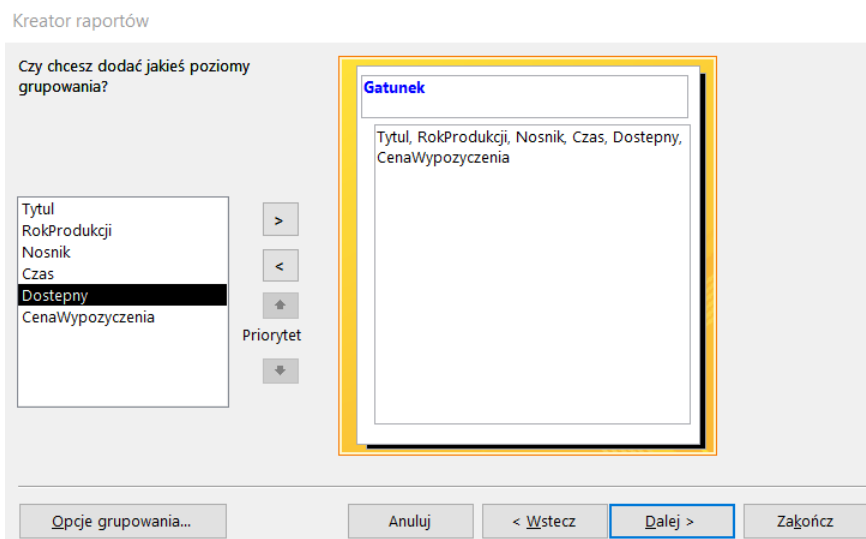 Kreator raportów
Czy chcesz dodać jakieś poziomy
grupowania?
Gatunek
Tytul, RokProdukcji, Nosnik, Czas, Dostepny,
CenaWypozyczenia
Tytul
RokProdukcji
Nosnik
Czas
Dostepny
CenaWypozyczenia
>
<
Priorytet
Opcje grupowania...
Anuluj
< Wstecz
Dalej >
Zakończ